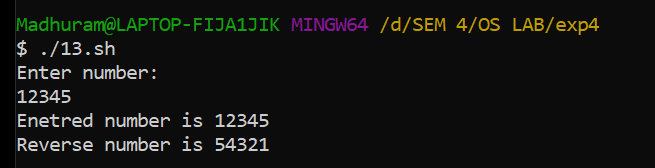 Madhuram@LAPTOP-FIJA1JIK MINGW64 /d/SEM 4/OS LAB/exp4
$ ./13.sh
Enter number:
12345
Enetred number is 12345
Reverse number is 54321